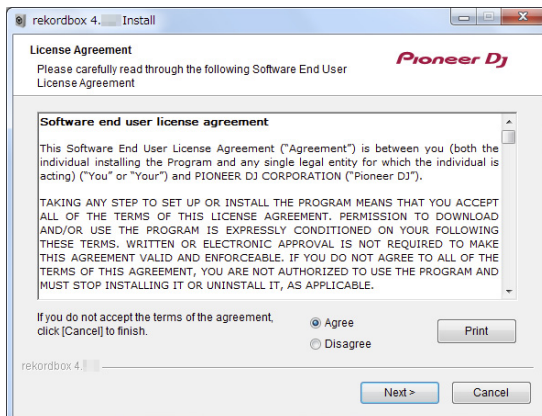 rekordbox 4. Install
License Agreement
Please carefully read through the following Software End User
License Agreement
Pioneer Dj
Software end user license agreement
This Software End User License Agreement (“Agreement”) is between you (both the
individual installing the Program and any single legal entity for which the individual is
acting) (“You” or “Your”) and PIONEER DJ CORPORATION (“Pioneer DJ”).
TAKING ANY STEP TO SET UP OR INSTALL THE PROGRAM MEANS THAT YOU ACCEPT
ALL OF THE TERMS OF THIS LICENSE AGREEMENT. PERMISSION TO DOWNLOAD
AND/OR USE THE PROGRAM IS EXPRESSLY CONDITIONED ON YOUR FOLLOWING
THESE TERMS. WRITTEN OR ELECTRONIC APPROVAL IS NOT REQUIRED TO MAKE
THIS AGREEMENT VALID AND ENFORCEABLE. IF YOU DO NOT AGREE TO ALL OF THE
TERMS OF THIS AGREEMENT, YOU ARE NOT AUTHORIZED TO USE THE PROGRAM AND
MUST STOP INSTALLING IT OR UNINSTALL IT, AS APPLICABLE.
If you do not accept the terms of the agreement,
click [Cancel] to finish.
Agree
Disagree
Print
rekordbox 4.
Next >
Cancel